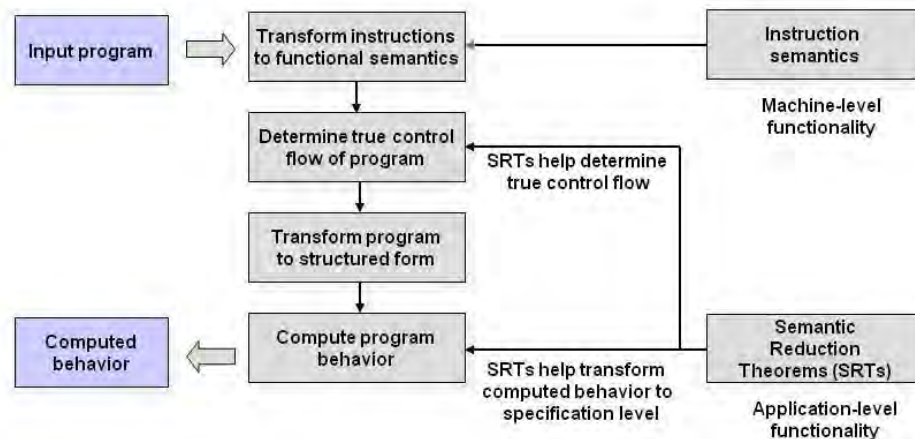 Input program
Transform instructions
to functional semantics
Instruction
semantics
Machine-level
functionality
Determine true control
flow of program
SRTs help determine
true control flow
Transform program
to structured form
Computed
behavior
Compute program
behavior
Semantic
Reduction
Theorems (SRTs)
SRTs help transform
computed behavior to
specification level
Application-level
functionality